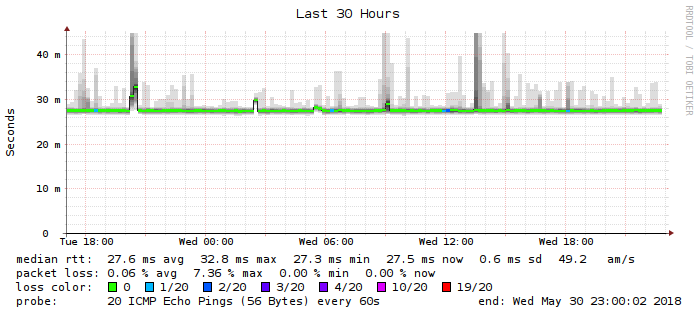 Last 30 Hours
RRDTOOL / TOBI OETIKER
Seconds
40 m
30 m
20 m
10 m
0
Tue 18:00 Wed 00:00 Wed 06:00 Wed 12:00 Wed 18:00
median rtt: 27.6 ms avg 32.8 ms max 27.3 ms min 27.5 ms now 0.6 ms sd 49.2 am/s
packet loss: 0.06 % avg 7.36 % max 0.00 % min 0.00 % now
loss color: 0 1/20 2/20 3/20 4/20 10/20 19/20
probe: 20 ICMP Echo Pings (56 Bytes) every 60s end: Wed May 30 23:00:02 2018